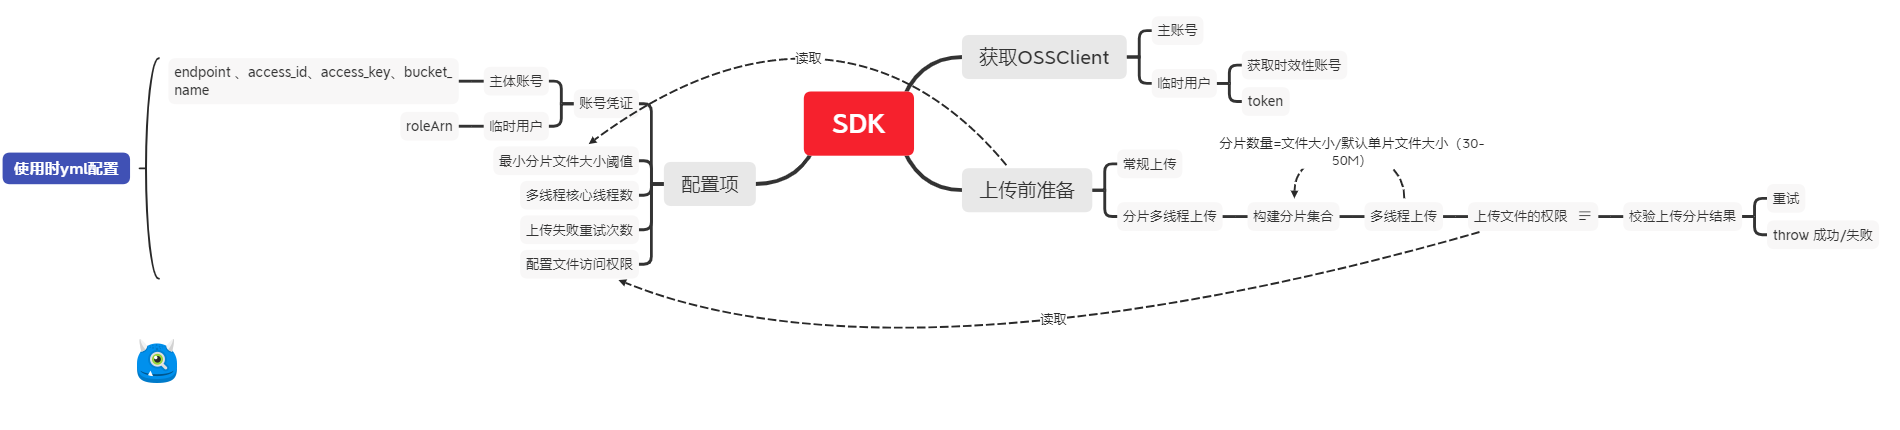 使用时yml配置
endpoint 、access_id、access_key、bucket_
name
主体账号
roleArn
临时用户
账号凭证
最小分片文件大小阈值
多线程核心线程数
上传失败重试次数
配置文件访问权限
配置项
SDK
读取
获取OSSClient
主账号
临时用户
获取时效性账号
token
上传前准备
常规上传
分片多线程上传
分片数量=文件大小/默认单片文件大小（30-
50M）
构建分片集合
多线程上传
上传文件的权限
校验上传分片结果
重试
throw 成功/失败
读取